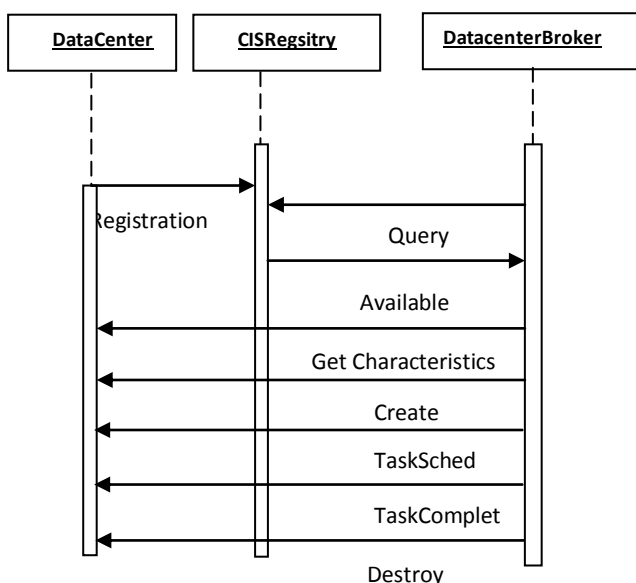 DataCenter
CISRegsitry
DatacenterBroker
Registration
Query
Available
Get Characteristics
Create
TaskSched
TaskComplet
Destroy